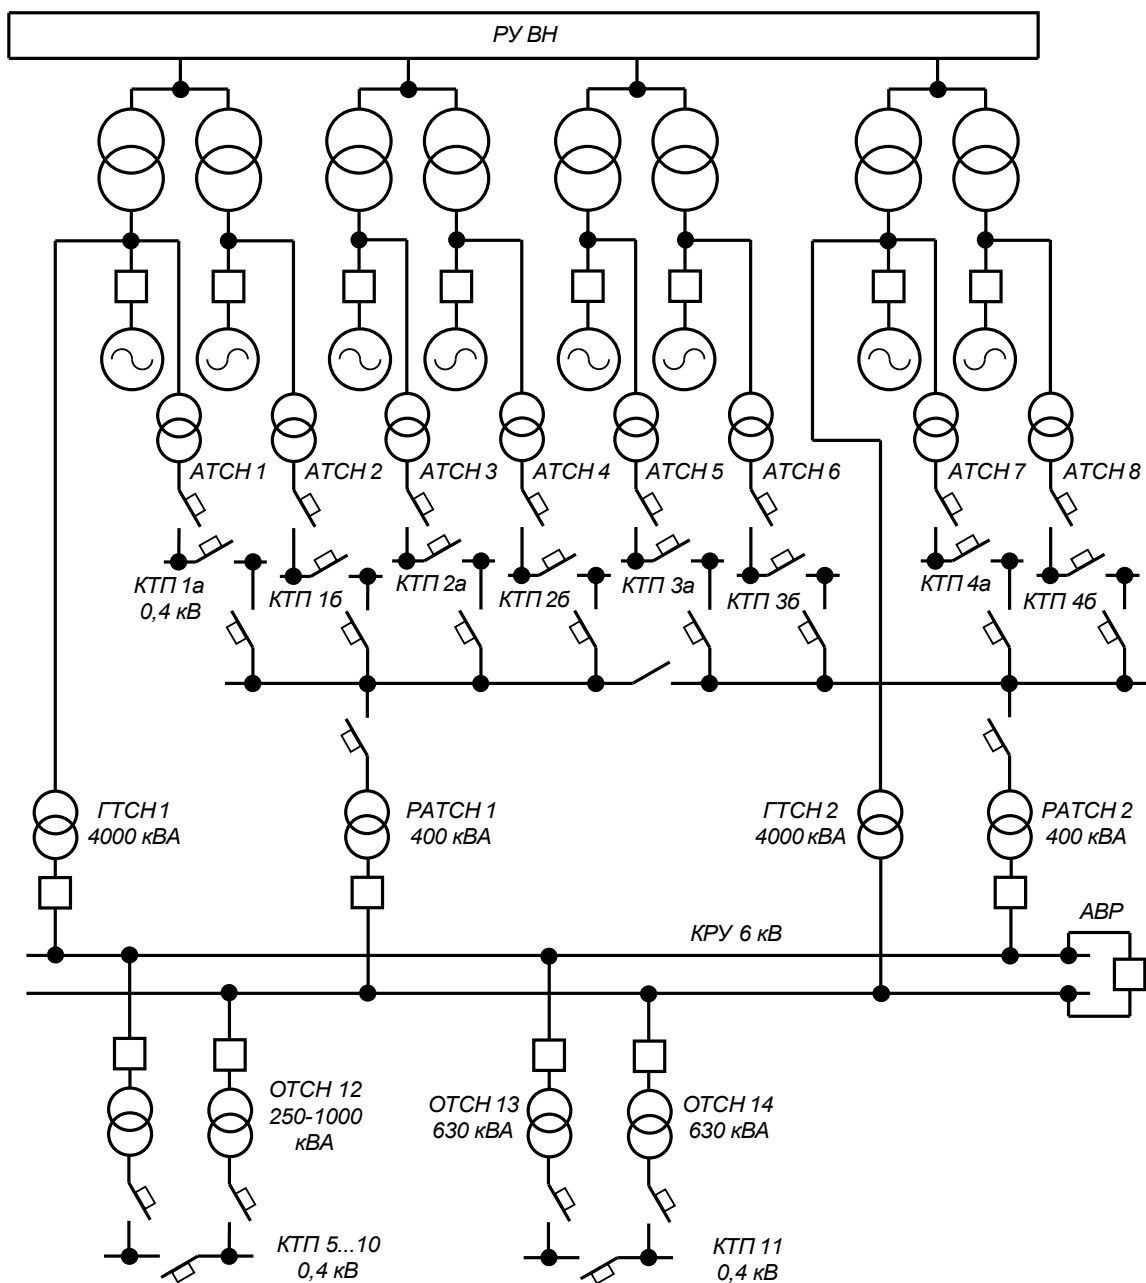 РУ ВН
АТСН 1
АТСН 2
АТСН 3
АТСН 4
АТСН 5
АТСН 6
АТСН 7
АТСН 8
КТП 1а
0,4 кВ
КТП 1б
КТП 2а
КТП 2б
КТП 3а
КТП 3б
КТП 4а
КТП 4б
ГТСН 1
4000 кВА
РАТСН 1
400 кВА
ГТСН 2
4000 кВА
РАТСН 2
400 кВА
КРУ 6 кВ
АВР
ОТСН 12
250-1000
кВА
ОТСН 13
630 кВА
ОТСН 14
630 кВА
КТП 5...10
0,4 кВ
КТП 11
0,4 кВ